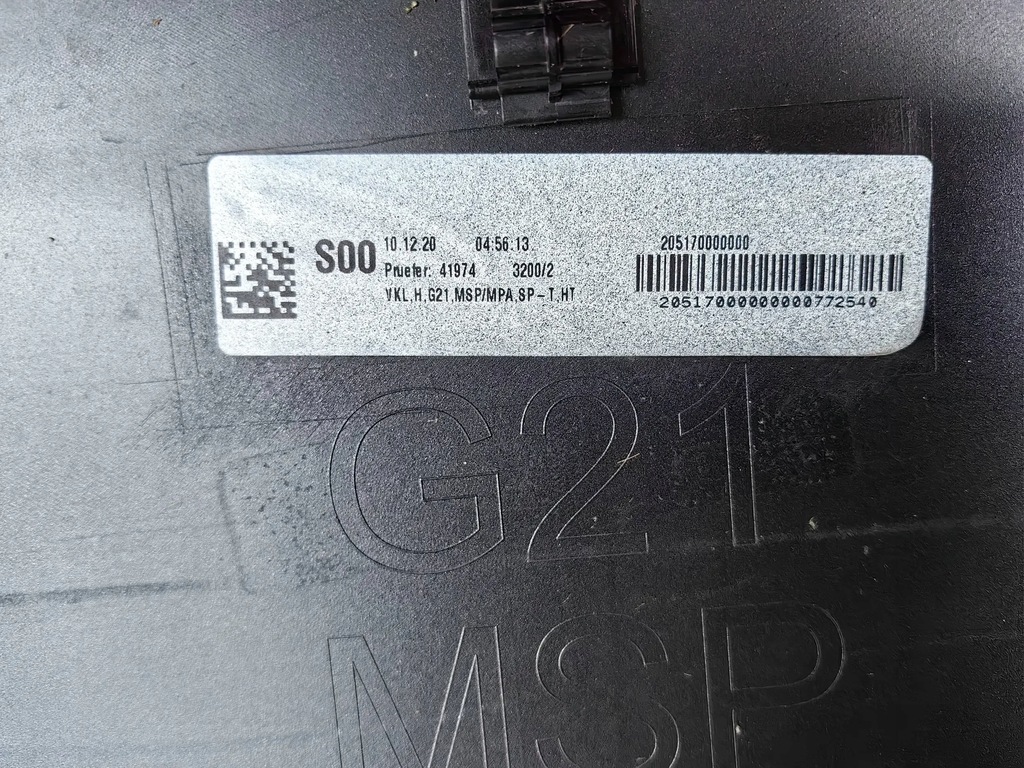 S00
10.12.20 04:56:13
Pruefer: 41974 3200/2
VKL,H,G21,MSP/MPA,SP-T,HT
205170000000
20517000000000772540
G21
MSP